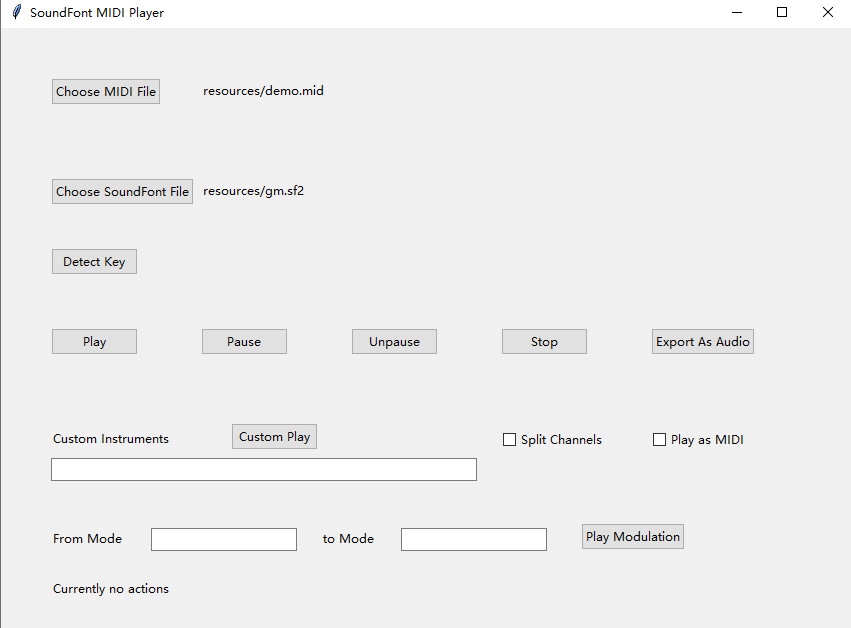 SoundFont MIDI Player
Choose MIDI File resources/demo.mid
Choose SoundFont File resources/gm.sf2
Detect Key
Play Pause Unpause Stop Export As Audio
Custom Instruments Custom Play Split Channels Play as MIDI
From Mode to Mode Play Modulation
Currently no actions